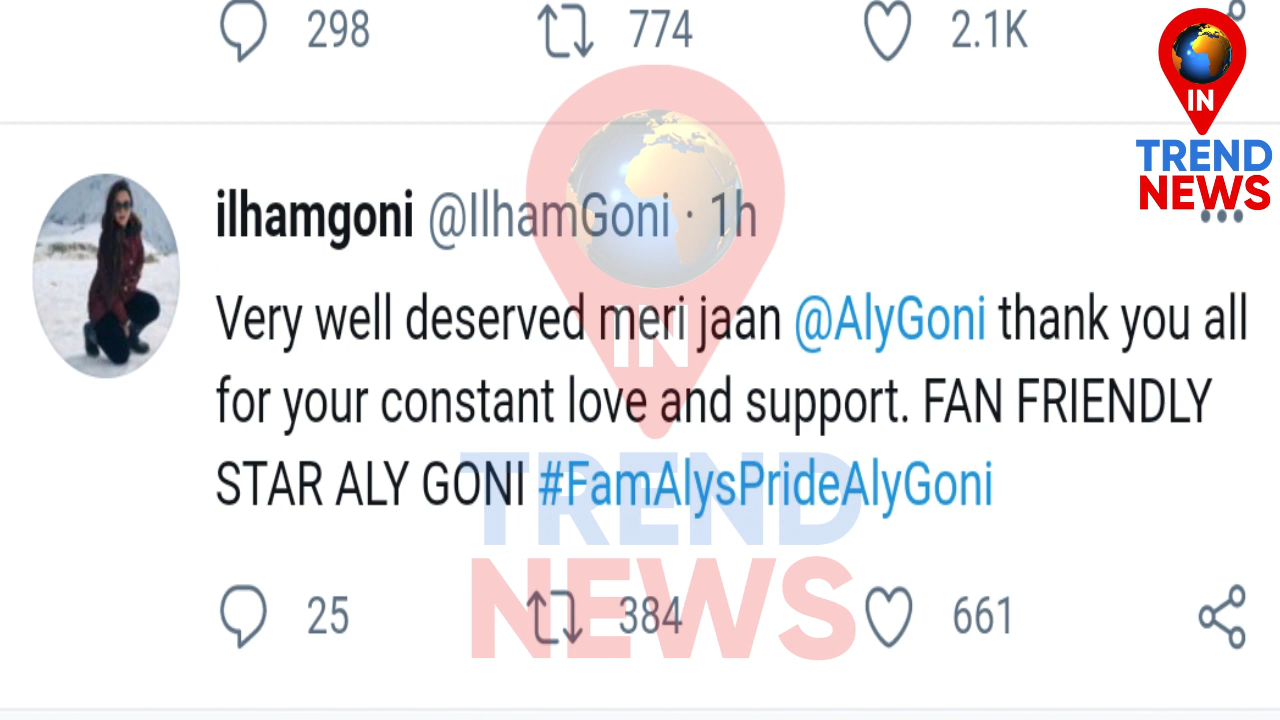 298 774 2.1K
IN
TREND
NEWS
ilhamgoni @IlhamGoni · 1h
Very well deserved meri jaan @AlyGoni thank you all
for your constant love and support. FAN FRIENDLY
STAR ALY GONI #FamAlysPrideAlyGoni
25 384 661
IN
TREND
NEWS